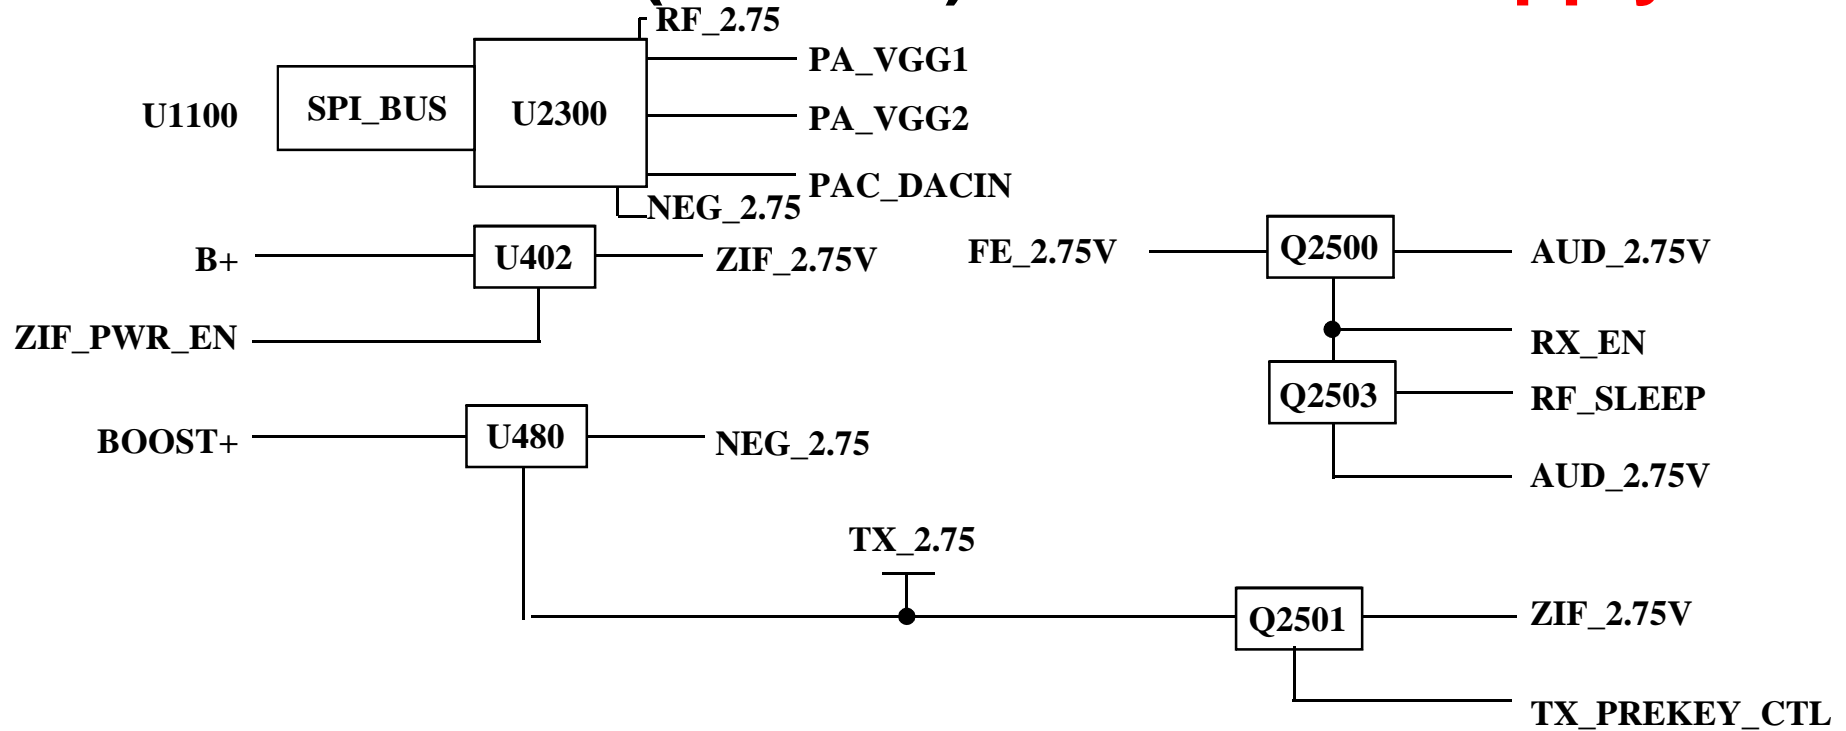 RF_2.75
PA_VGG1
U1100
SPI_BUS
U2300
PA_VGG2
PAC_DACIN
NEG_2.75
B+
U402
ZIF_2.75V
FE_2.75V
Q2500
AUD_2.75V
ZIF_PWR_EN
RX_EN
Q2503
RF_SLEEP
BOOST+
U480
NEG_2.75
AUD_2.75V
TX_2.75
Q2501
ZIF_2.75V
TX_PREKEY_CTL